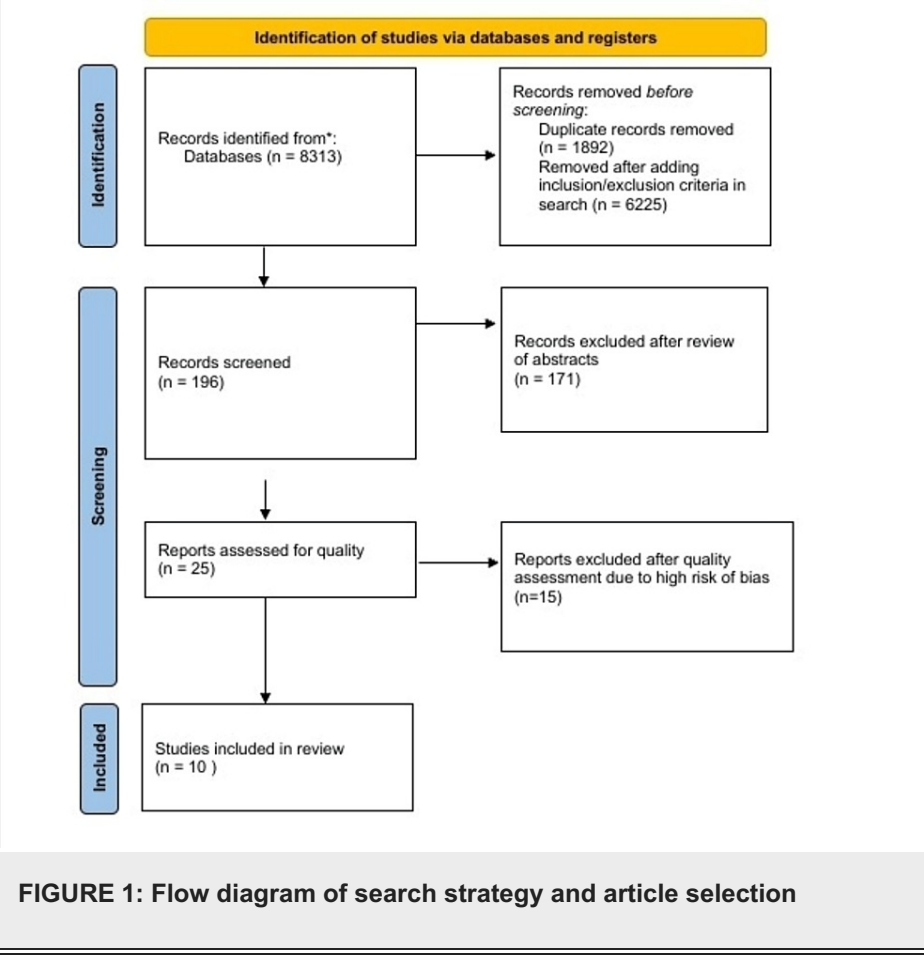 Identification of studies via databases and registers
Identification
Records identified from*:
Databases (n = 8313)
Records removed before
screening:
Duplicate records removed
(n = 1892)
Removed after adding
inclusion/exclusion criteria in
search (n = 6225)
Screening
Records screened
(n = 196)
Records excluded after review
of abstracts
(n = 171)
Reports assessed for quality
(n = 25)
Reports excluded after quality
assessment due to high risk of bias
(n=15)
Included
Studies included in review
(n = 10 )
FIGURE 1: Flow diagram of search strategy and article selection